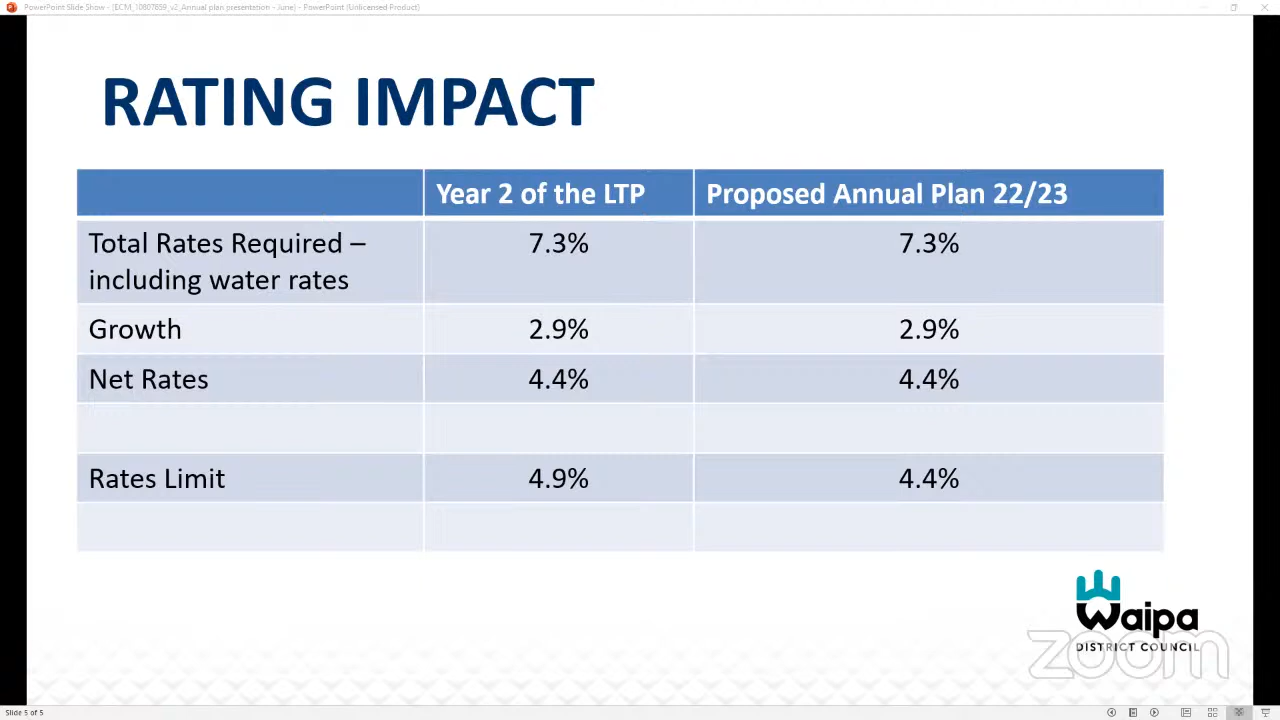 PowerPoint Slide Show - [ECM_10807859_v2_Annual plan presentation - June] - PowerPoint (Unlicensed Product)
RATING IMPACT
Year 2 of the LTP Proposed Annual Plan 22/23
Total Rates Required –
including water rates 7.3% 7.3%
Growth 2.9% 2.9%
Net Rates 4.4% 4.4%
Rates Limit 4.9% 4.4%
Waipa
DISTRICT COUNCIL
zoom
Slide 5 of 5